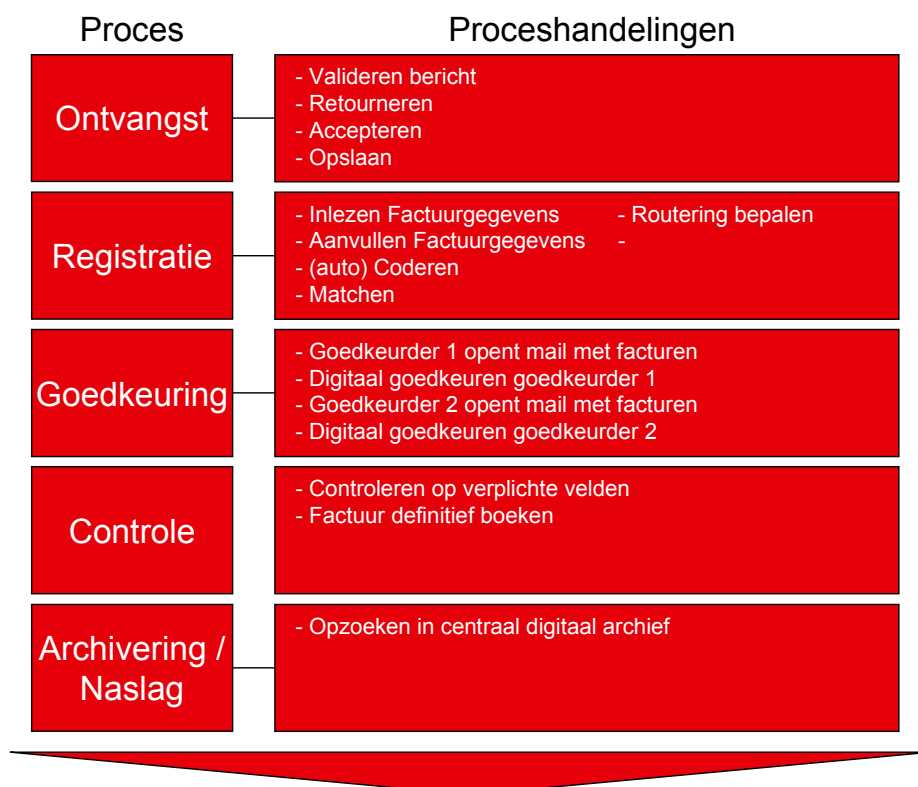 Proces
Proceshandelingen
Ontvangst
- Valideren bericht
- Retourneren
- Accepteren
- Opslaan
Registratie
- Inlezen Factuurgegevens
- Aanvullen Factuurgegevens
- (auto) Coderen
- Matchen
- Routering bepalen
-
Goedkeuring
- Goedkeurder 1 opent mail met facturen
- Digitaal goedkeuren goedkeurder 1
- Goedkeurder 2 opent mail met facturen
- Digitaal goedkeuren goedkeurder 2
Controle
- Controleren op verplichte velden
- Factuur definitief boeken
Archivering /
Naslag
- Opzoeken in centraal digitaal archief